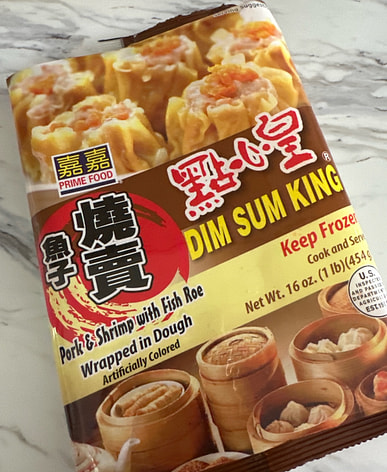 嘉嘉
PRIME FOOD
點心皇®
DIM SUM KING
魚子
燒賣
Keep Frozen
Cook and Serve
Net Wt. 16 oz. (1 lb)(454g
Pork & Shrimp with Fish Roe
Wrapped in Dough
Artificially Colored
U.S.